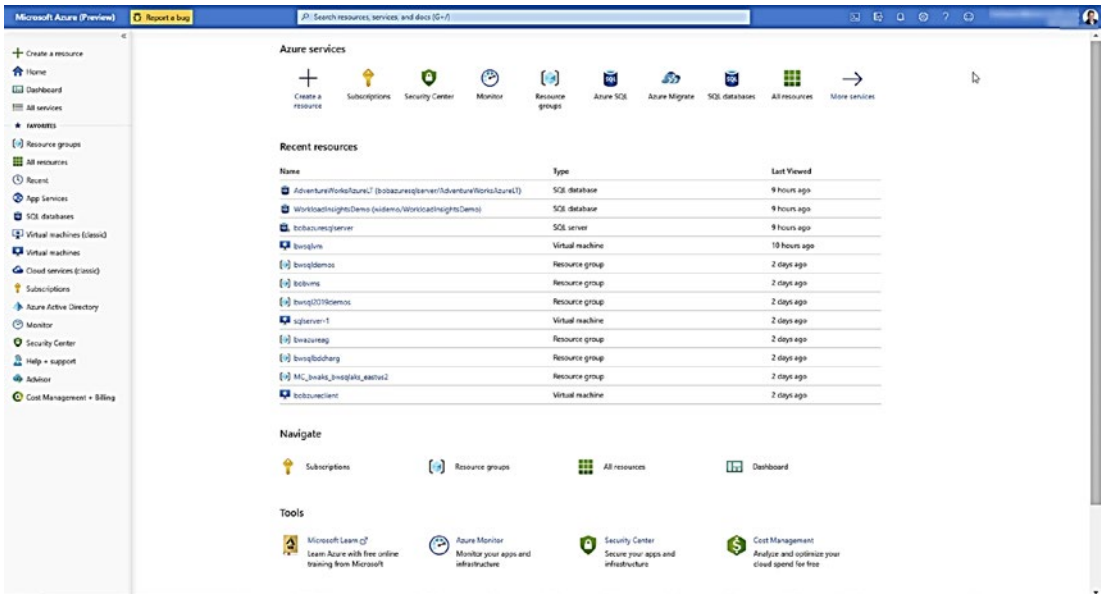 Microsoft Azure (Preview)
Report a bug
Search resources, services, and docs (G+/)
Create a resource
Home
Dashboard
All services
FAVORITES
Resource groups
All resources
Recent
App Services
SQL databases
Virtual machines (classic)
Virtual machines
Cloud services (classic)
Subscriptions
Azure Active Directory
Monitor
Security Center
Help + support
Advisor
Cost Management + Billing
Azure services
Create a resource
Subscriptions
Security Center
Monitor
Resource groups
Azure SQL
Azure Migrate
SQL databases
All resources
More services
Recent resources
Name Type Last Viewed
AdventureWorksAzureLT (bobazuresqlserver/AdventureWorksAzureLT) SQL database 9 hours ago
WorkloadInsightsDemo (widemo/WorkloadInsightsDemo) SQL database 9 hours ago
bobazuresqlserver SQL server 9 hours ago
bwsqlvm Virtual machine 10 hours ago
bwsqldemos Resource group 2 days ago
bobvms Resource group 2 days ago
bwsql2019demos Resource group 2 days ago
sqlserver-1 Virtual machine 2 days ago
bwazureag Resource group 2 days ago
Resource group 2 days ago
MC_bwaks_bwsqlaks_eastus2 Resource group 2 days ago
bobazureclient Virtual machine 2 days ago
Navigate
Subscriptions
Resource groups
All resources
Dashboard
Tools
Microsoft Learn
Learn Azure with free online
training from Microsoft
Azure Monitor
Monitor your apps and
infrastructure
Security Center
Secure your apps and
infrastructure
Cost Management
Analyze and optimize your
cloud spend for free